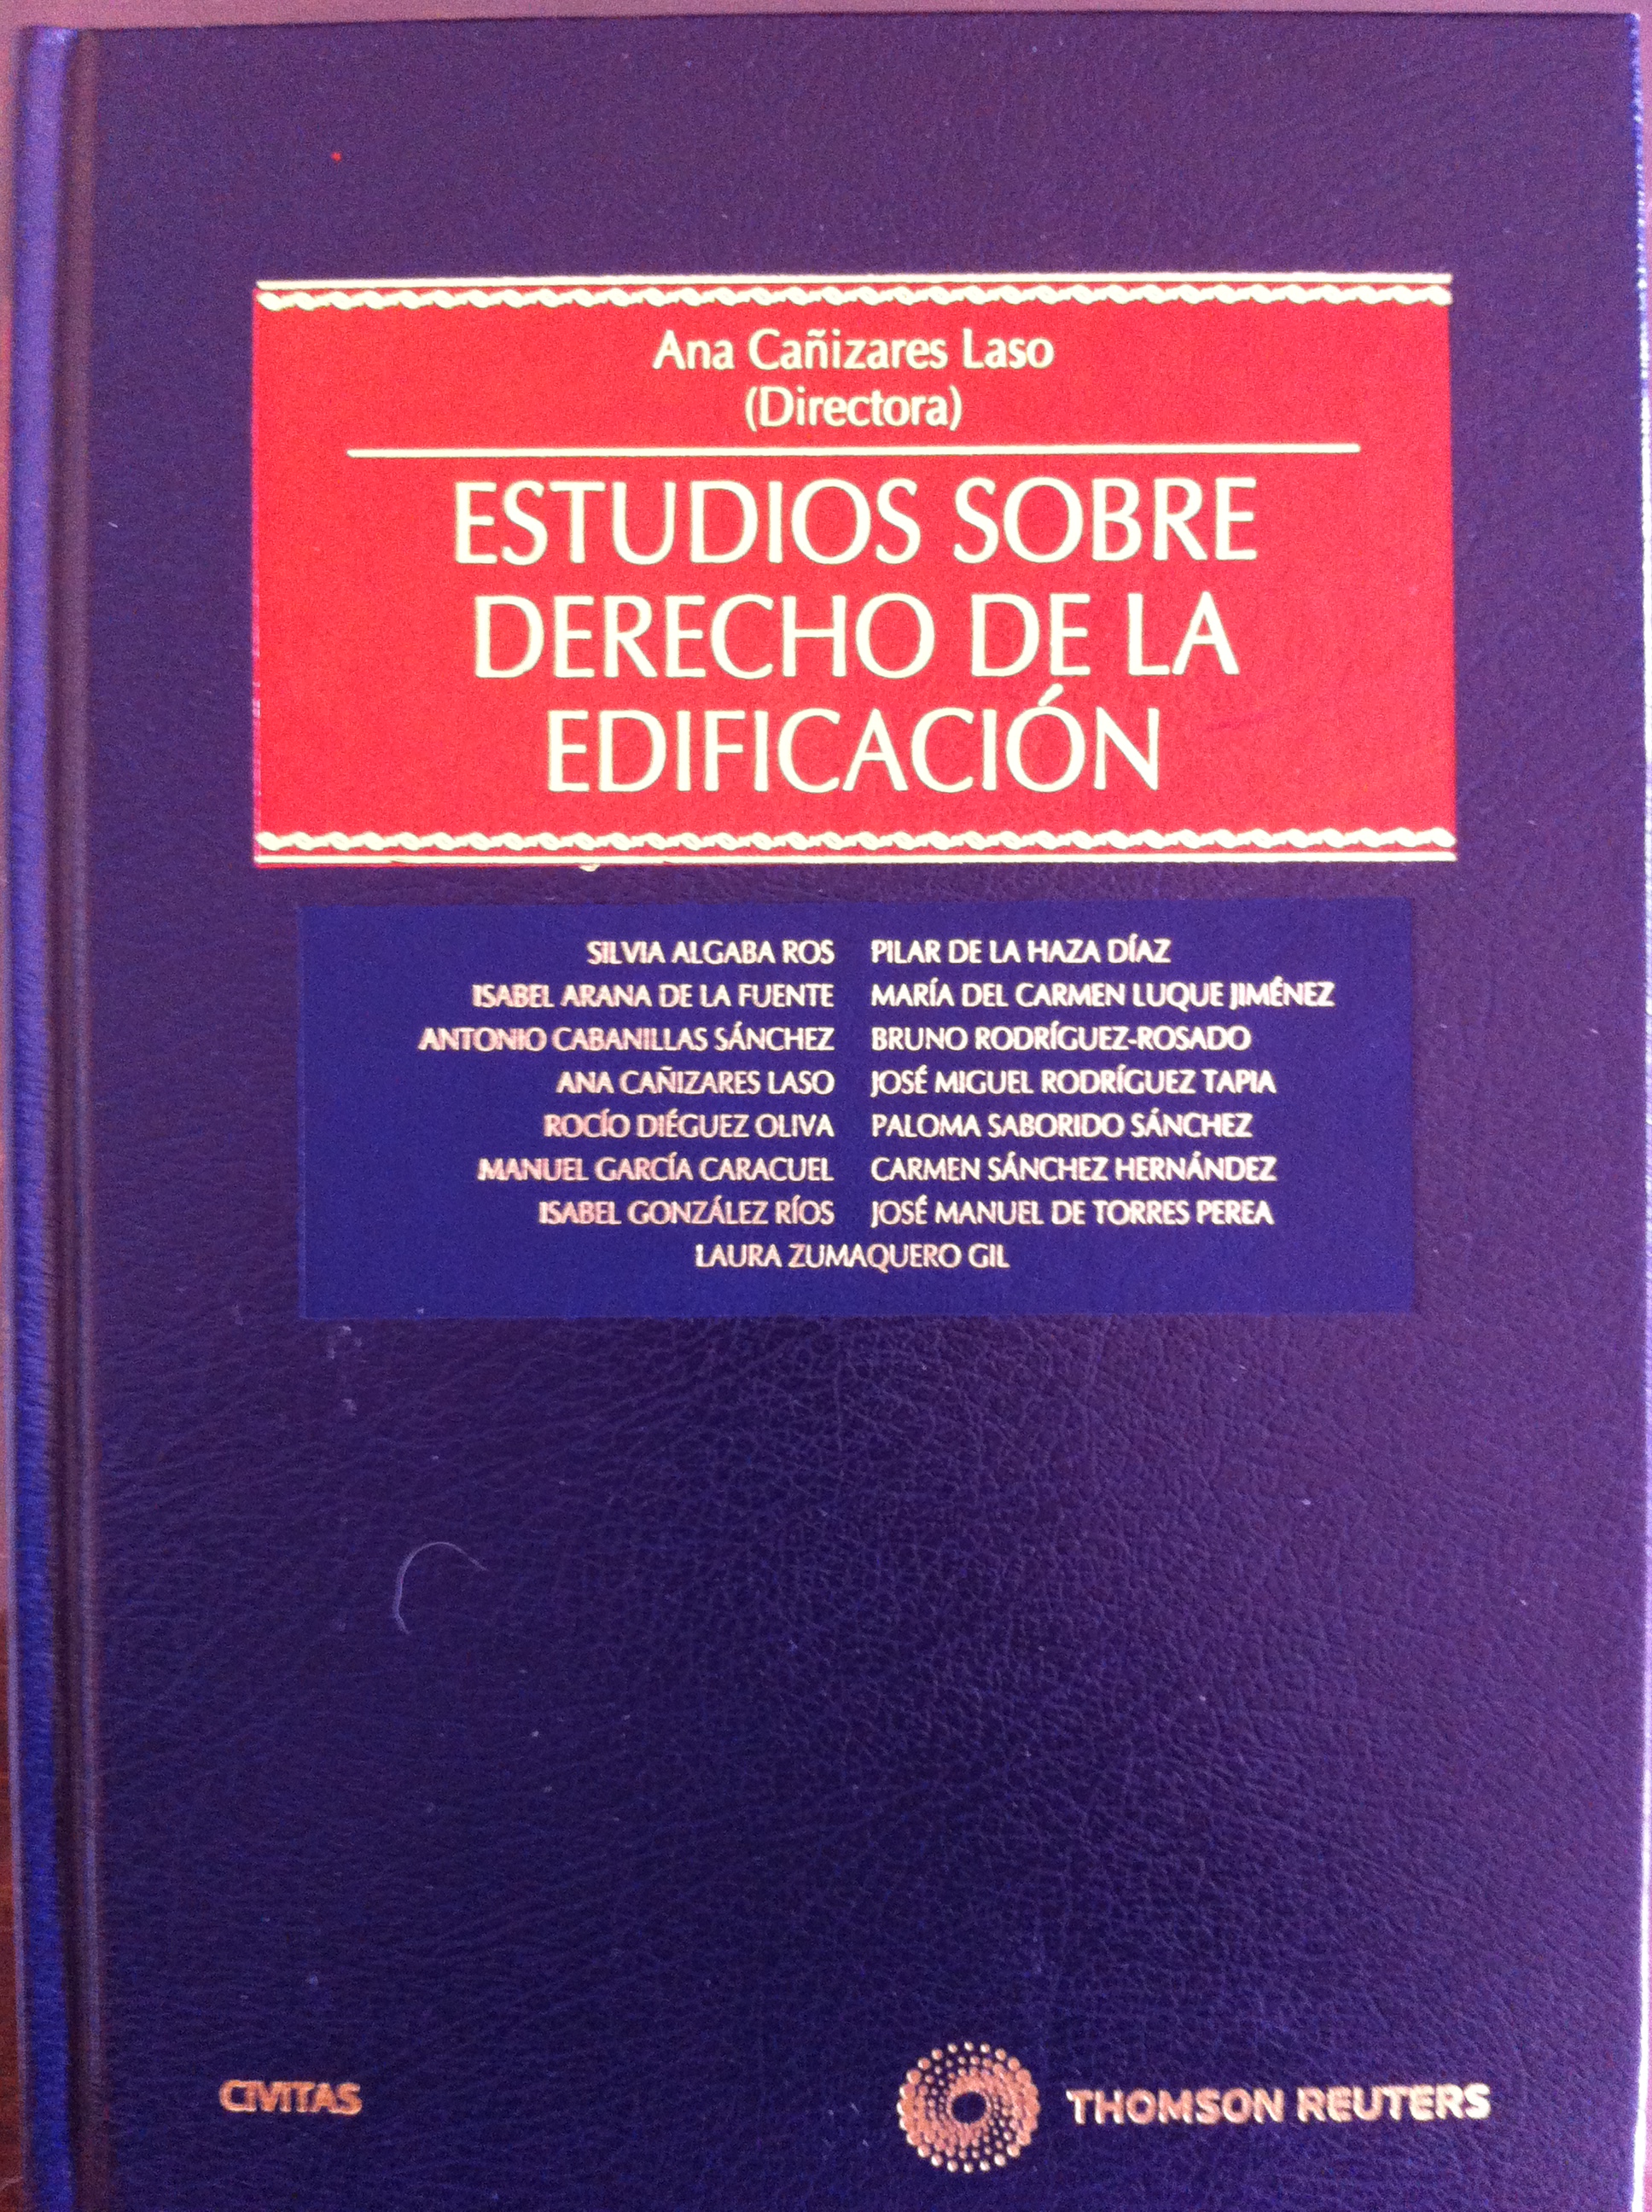 Ana Cañizares Laso
(Directora)
ESTUDIOS SOBRE
DERECHO DE LA
EDIFICACIÓN
SILVIA ALGABA ROS PILAR DE LA HAZA DÍAZ
ISABEL ARANA DE LA FUENTE MARÍA DEL CARMEN LUQUE JIMÉNEZ
ANTONIO CABANILLAS SÁNCHEZ BRUNO RODRÍGUEZ-ROSADO
ANA CAÑIZARES LASO JOSÉ MIGUEL RODRÍGUEZ TAPIA
ROCÍO DIÉGUEZ OLIVA PALOMA SABORIDO SÁNCHEZ
MANUEL GARCÍA CARACUEL CARMEN SÁNCHEZ HERNÁNDEZ
ISABEL GONZÁLEZ RÍOS JOSÉ MANUEL DE TORRES PEREA
LAURA ZUMAQUERO GIL
CIVITAS THOMSON REUTERS